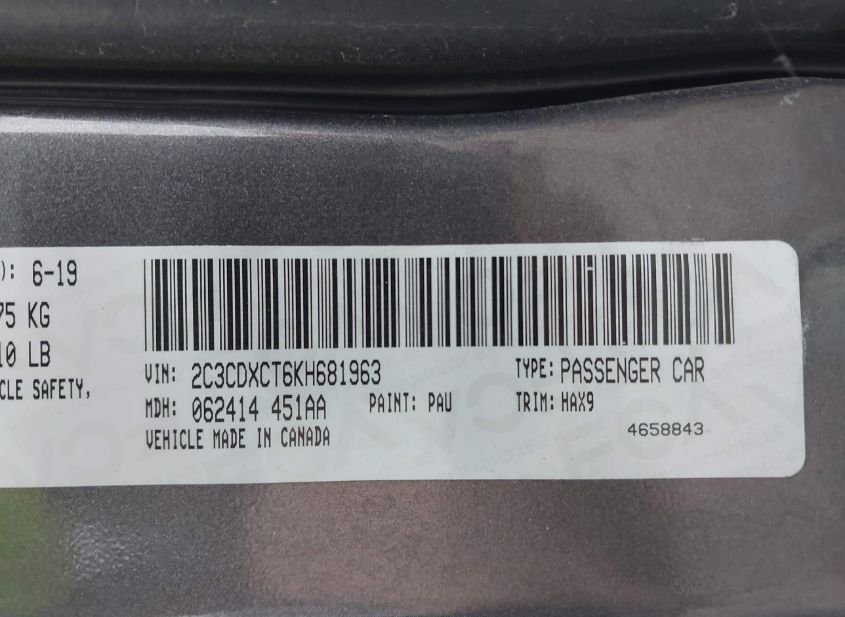 ): 6-19
75 KG
10 LB
CLE SAFETY,
VIN: 2C3CDXCT6KH681963 TYPE: PASSENGER CAR
MDH: 062414 451AA PAINT: PAU TRIM: HAX9
VEHICLE MADE IN CANADA
4658843